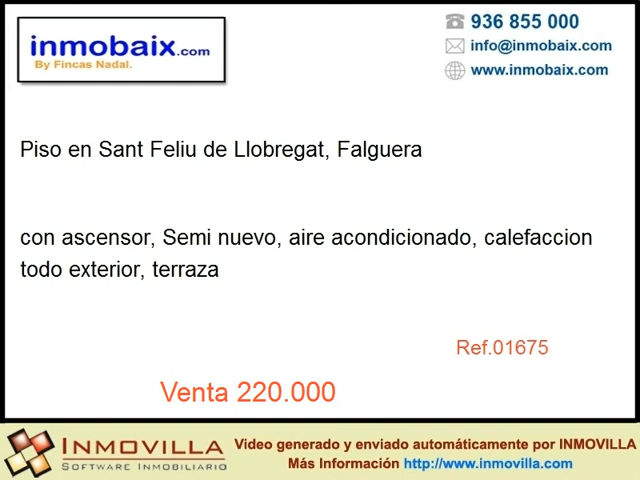 inmobaix.com
By Fincas Nadal.
936 855 000
info@inmobaix.com
www.inmobaix.com
Piso en Sant Feliu de Llobregat, Falguera
con ascensor, Semi nuevo, aire acondicionado, calefaccion
todo exterior, terraza
Ref.01675
Venta 220.000
INMOVILLA
SOFTWARE INMOBILIARIO
Video generado y enviado automáticamente por INMOVILLA
Más Información http://www.inmovilla.com